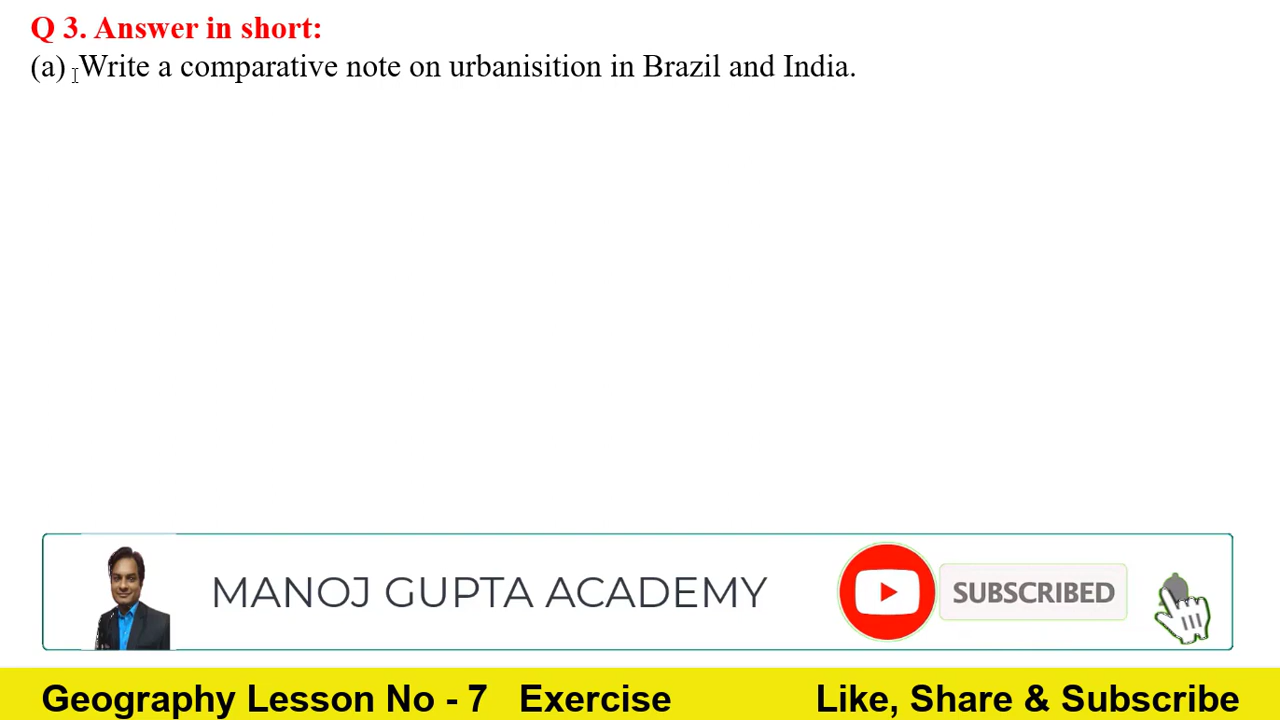 Q 3. Answer in short:
(a) Write a comparative note on urbanisition in Brazil and India.
MANOJ GUPTA ACADEMY
SUBSCRIBED
Geography Lesson No - 7 Exercise Like, Share & Subscribe